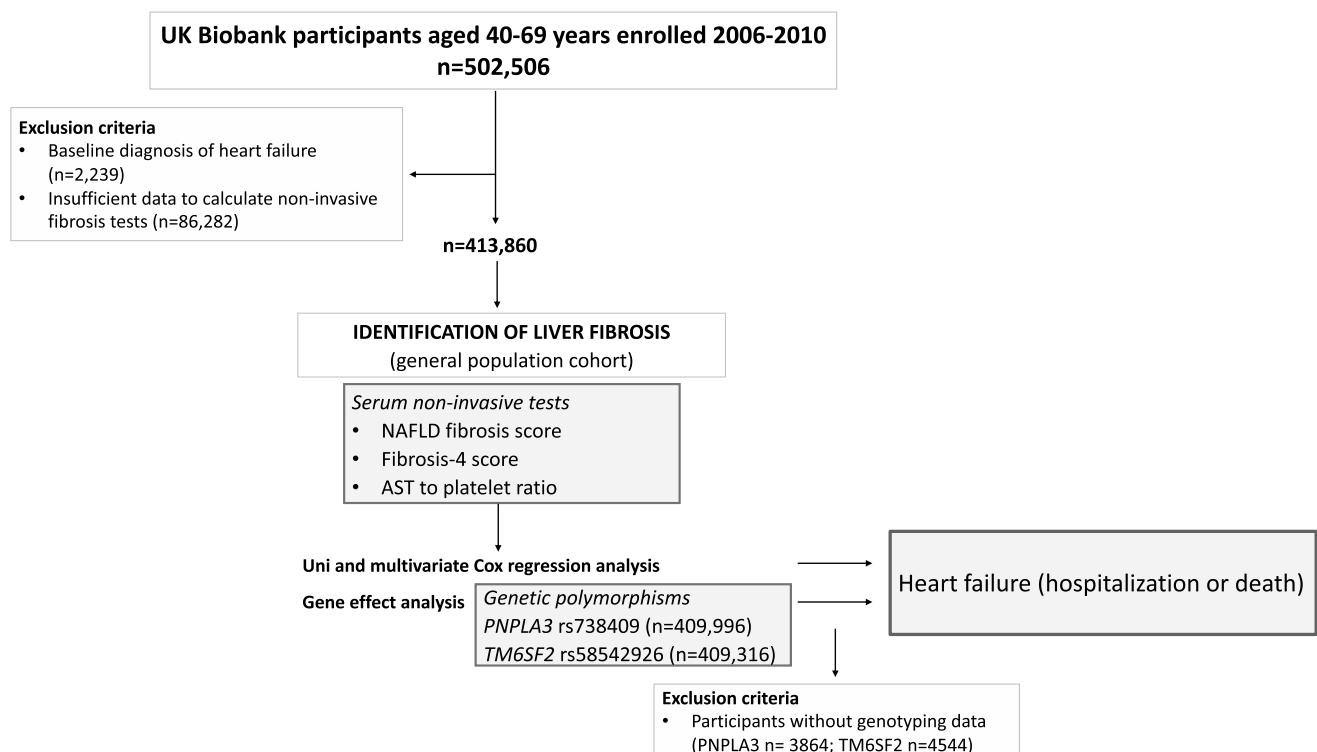 UK Biobank participants aged 40-69 years enrolled 2006-2010
n=502,506
Exclusion criteria
• Baseline diagnosis of heart failure
(n=2,239)
• Insufficient data to calculate non-invasive
fibrosis tests (n=86,282)
n=413,860
IDENTIFICATION OF LIVER FIBROSIS
(general population cohort)
Serum non-invasive tests
• NAFLD fibrosis score
• Fibrosis-4 score
• AST to platelet ratio
Uni and multivariate Cox regression analysis
Gene effect analysis
Genetic polymorphisms
PNPLA3 rs738409 (n=409,996)
TM6SF2 rs58542926 (n=409,316)
Heart failure (hospitalization or death)
Exclusion criteria
• Participants without genotyping data
(PNPLA3 n= 3864; TM6SF2 n=4544)